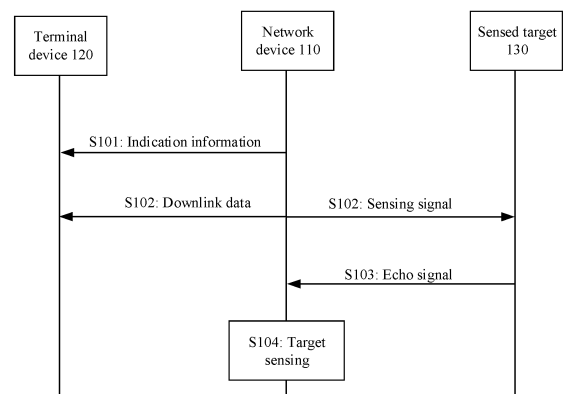 Terminal
device 120
Network
device 110
Sensed target
130
S101: Indication information
S102: Downlink data
S102: Sensing signal
S103: Echo signal
S104: Target
sensing